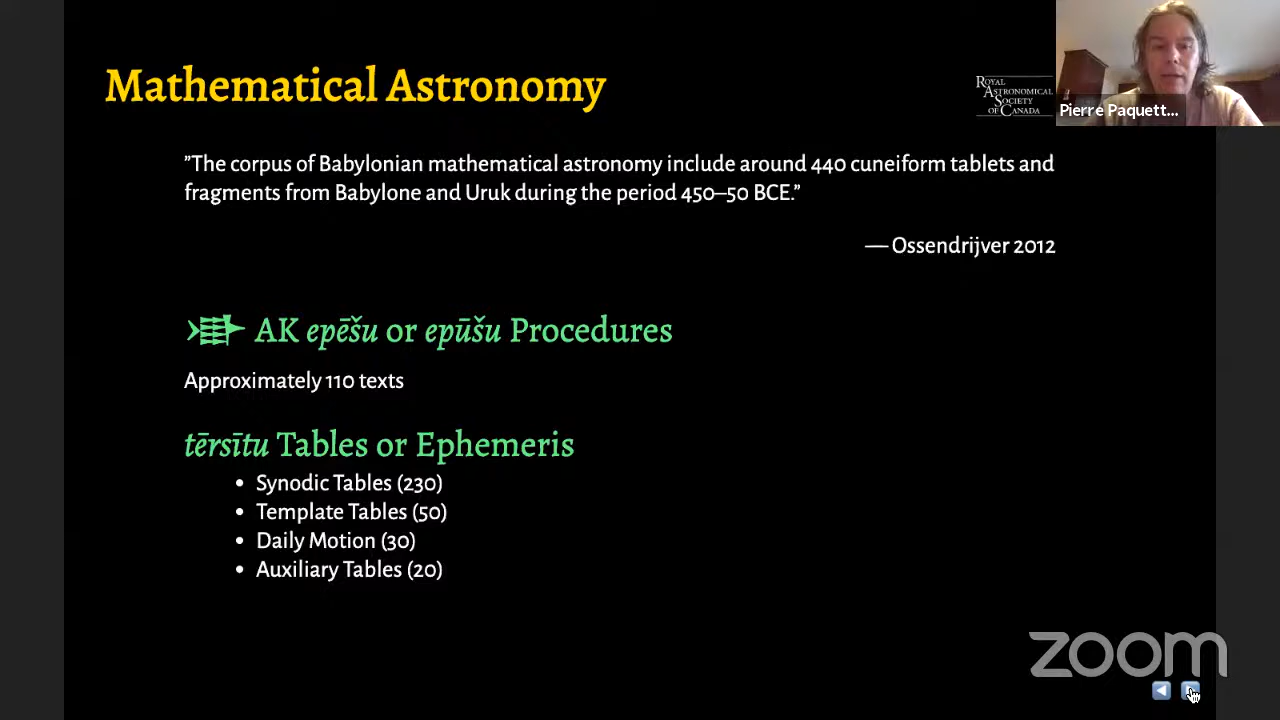 Mathematical Astronomy
ROYAL
ASTRONOMICAL
SOCIETY
OF CANADA
Pierre Paquett...
”The corpus of Babylonian mathematical astronomy include around 440 cuneiform tablets and
fragments from Babylone and Uruk during the period 450–50 BCE.”
— Ossendrijver 2012
𒀝 AK epēšu or epūšu Procedures
Approximately 110 texts
tērsītu Tables or Ephemeris
• Synodic Tables (230)
• Template Tables (50)
• Daily Motion (30)
• Auxiliary Tables (20)
zoom